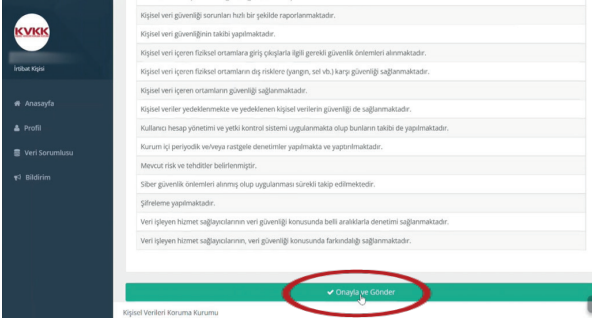 KVKK
İrtibat Kişisi
Anasayfa
Profil
Veri Sorumlusu
Bildirim
Kişisel veri güvenliği sorunları hızlı bir şekilde raporlanmaktadır.
Kişisel veri güvenliğinin takibi yapılmaktadır.
Kişisel veri içeren fiziksel ortamlara giriş çıkışlarla ilgili gerekli güvenlik önlemleri alınmaktadır.
Kişisel veri içeren fiziksel ortamların dış risklere (yangın, sel vb.) karşı güvenliği sağlanmaktadır.
Kişisel veri içeren ortamların güvenliği sağlanmaktadır.
Kişisel veriler yedeklenmekte ve yedeklenen kişisel verilerin güvenliği de sağlanmaktadır.
Kullanıcı hesap yönetimi ve yetki kontrol sistemi uygulanmakta olup bunların takibi de yapılmaktadır.
Kurum içi periyodik ve/veya rastgele denetimler yapılmakta ve yaptırılmaktadır.
Mevcut risk ve tehditler belirlenmiştir.
Siber güvenlik önlemleri alınmış olup uygulanması sürekli takip edilmektedir.
Şifreleme yapılmaktadır.
Veri işleyen hizmet sağlayıcılarının veri güvenliği konusunda belli aralıklarla denetimi sağlanmaktadır.
Veri işleyen hizmet sağlayıcılarının, veri güvenliği konusunda farkındalığı sağlanmaktadır.
Onayla ve Gönder
Kişisel Verileri Koruma Kurumu